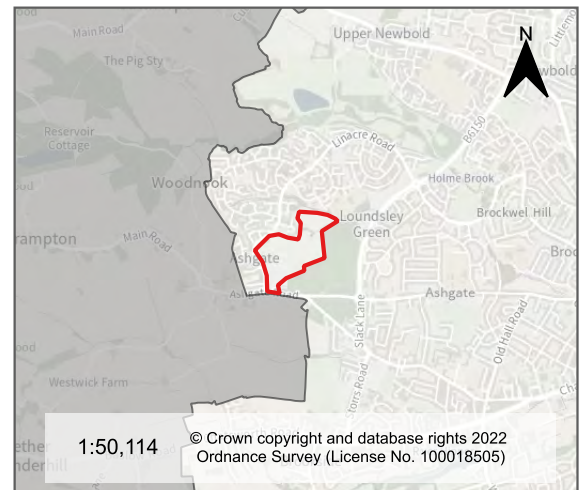 Main Road
Upper Newbold
N
The Pig Sty
B6150
Reservoir
Cottage
Linacre Road
Holme Brook
Woodnook
Loundsley
Green
Brockwel Hill
Main Road
Ashgate
Ashgate
Slack Lane
Old Hall Road
Westwick Farm
1:50,114
© Crown copyright and database rights 2022
Ordnance Survey (License No. 100018505)